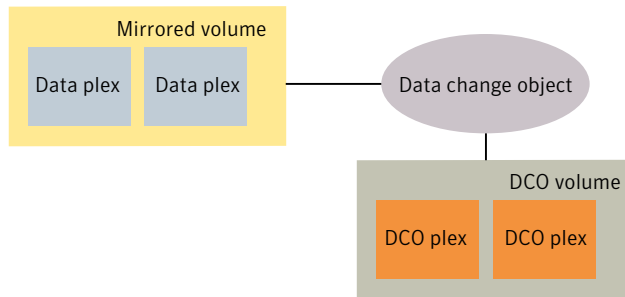 Mirrored volume
Data plex
Data plex
Data change object
DCO volume
DCO plex
DCO plex